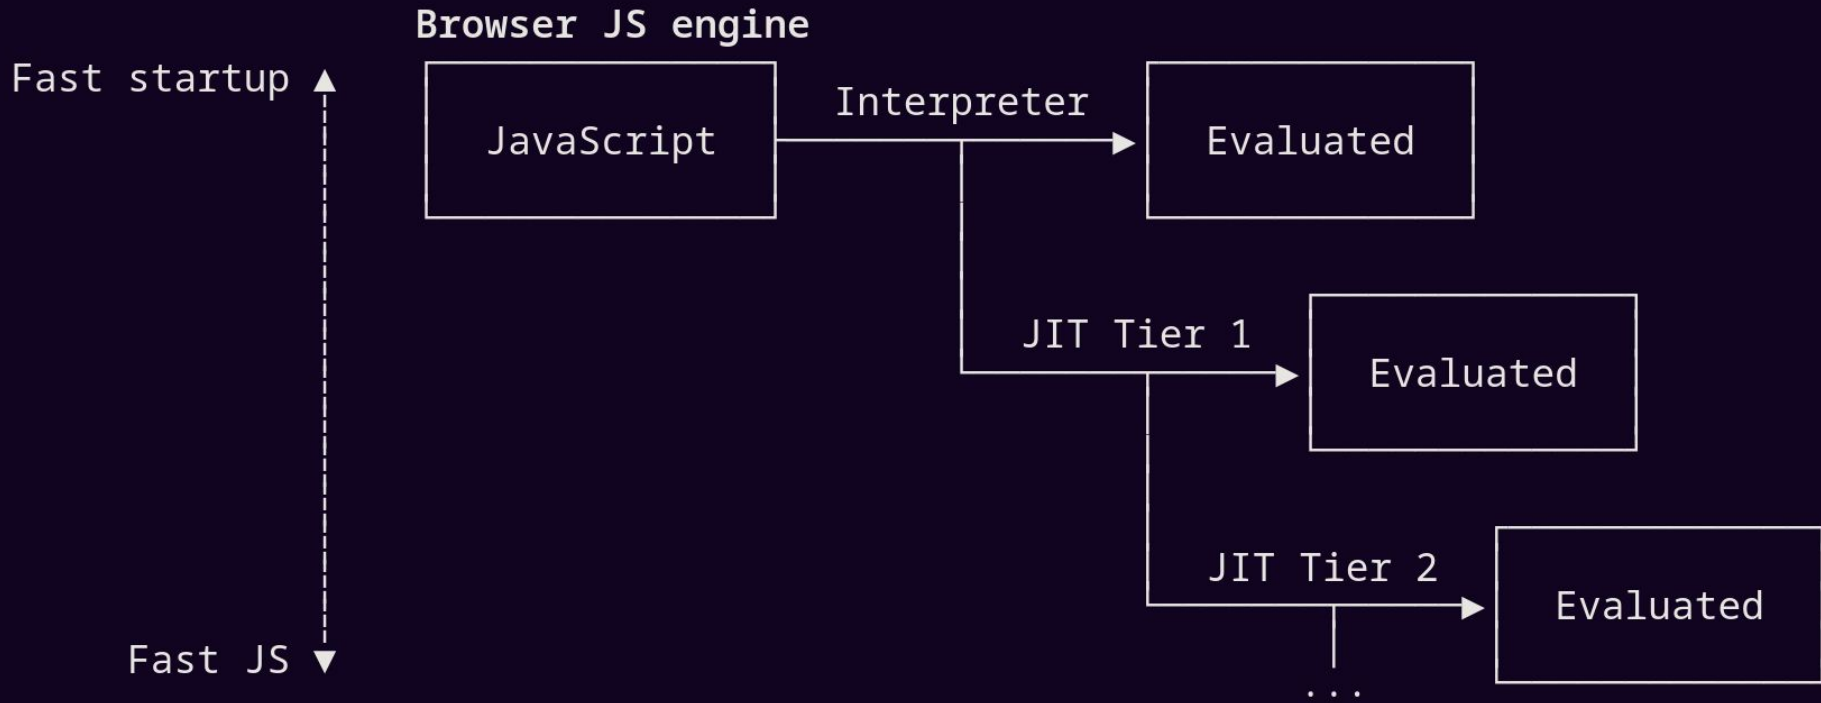 Browser JS engine
Fast startup
Interpreter
JavaScript
Evaluated
JIT Tier 1
Evaluated
JIT Tier 2
Evaluated
Fast JS
...